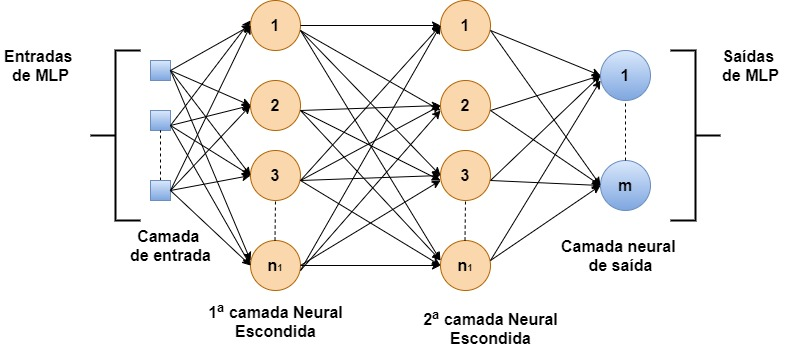 Entradas
de MLP
1
2
3
n1
1
2
3
n1
1
m
Saídas
de MLP
Camada
de entrada
1ª camada Neural
Escondida
2ª camada Neural
Escondida
Camada neural
de saída